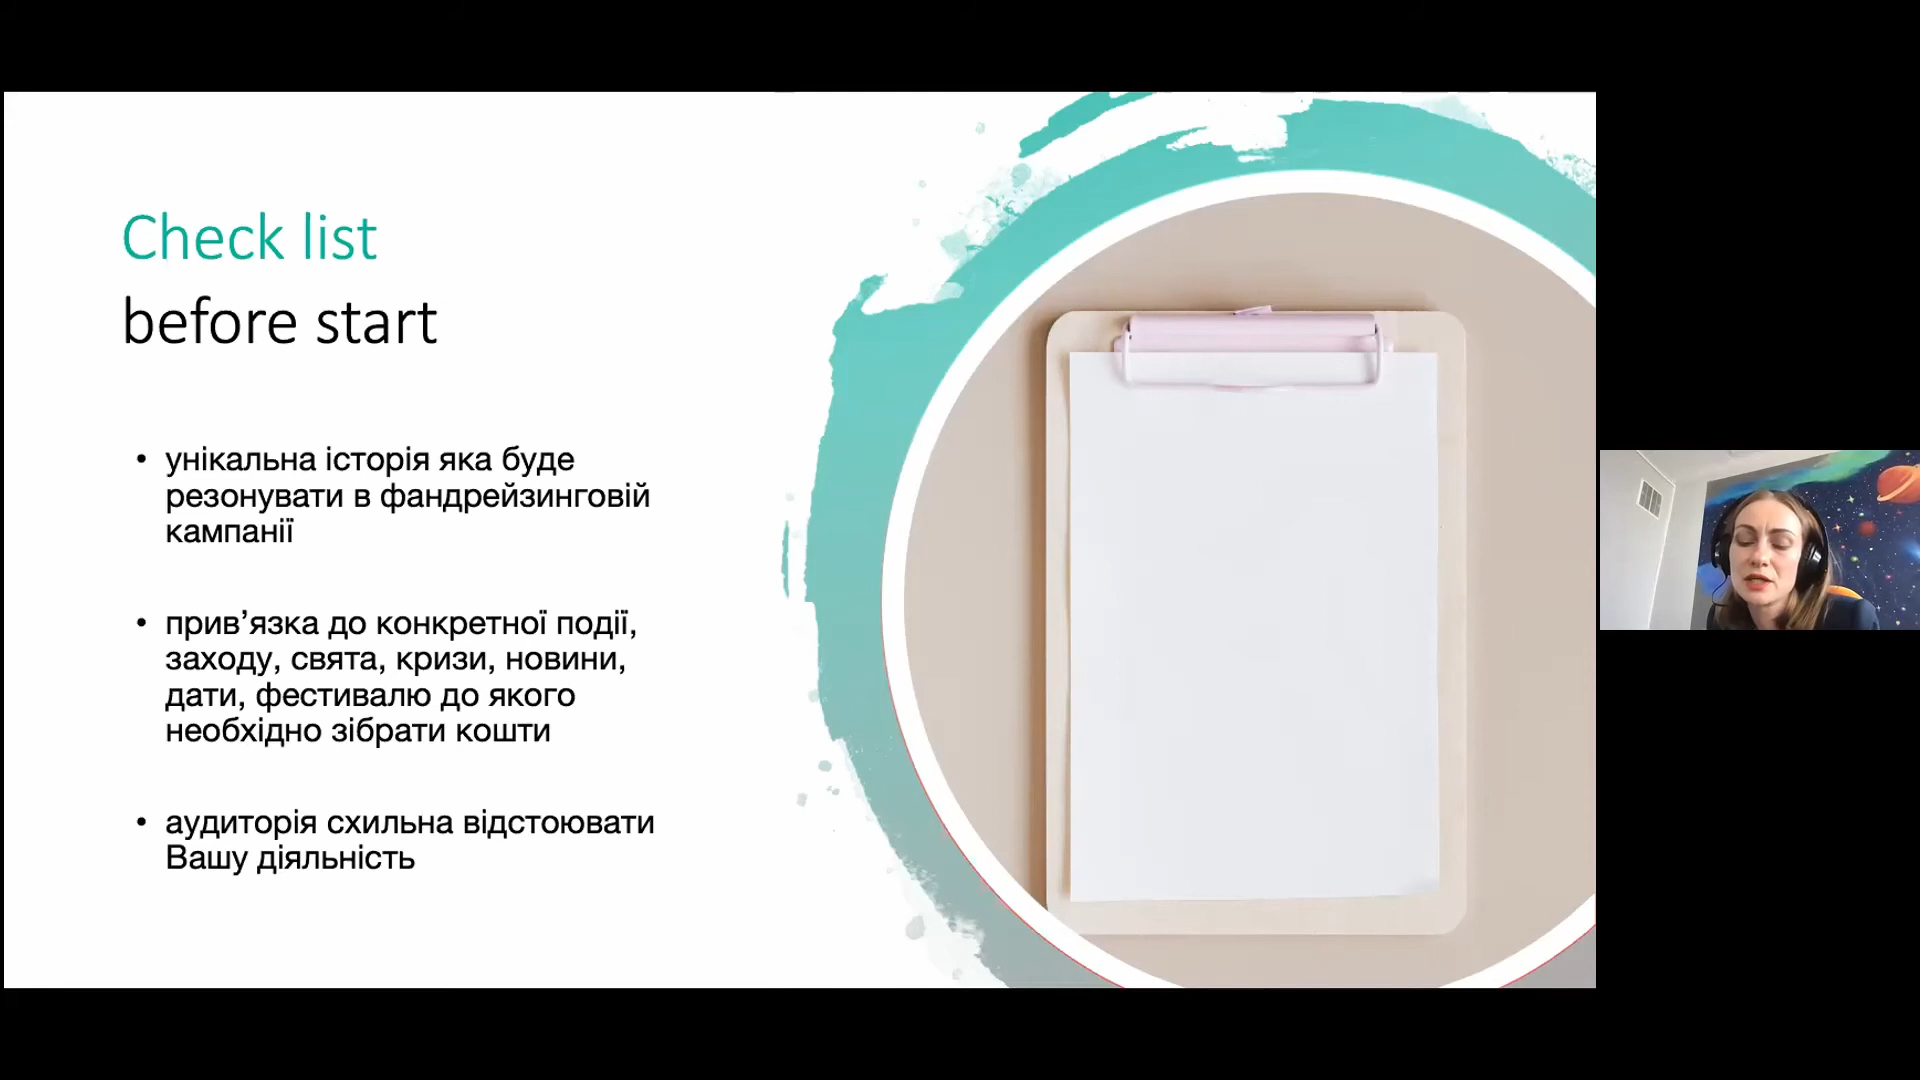 Check list
before start
• унікальна історія яка буде
резонувати в фандрейзинговій
кампанії
• прив’язка до конкретної події,
заходу, свята, кризи, новини,
дати, фестивалю до якого
необхідно зібрати кошти
• аудиторія схильна відстоювати
Вашу діяльність